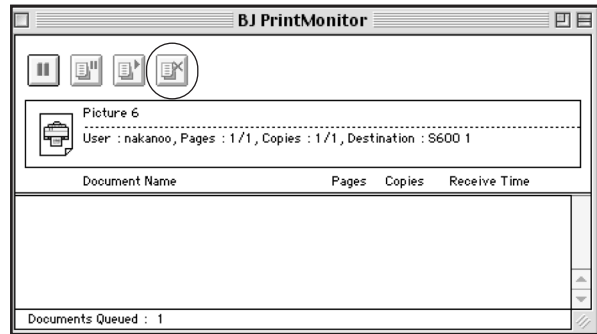 BJ PrintMonitor
Picture 6
User : nakanoo, Pages : 1/1, Copies : 1/1, Destination : S600 1
Document Name Pages Copies Receive Time
Documents Queued : 1